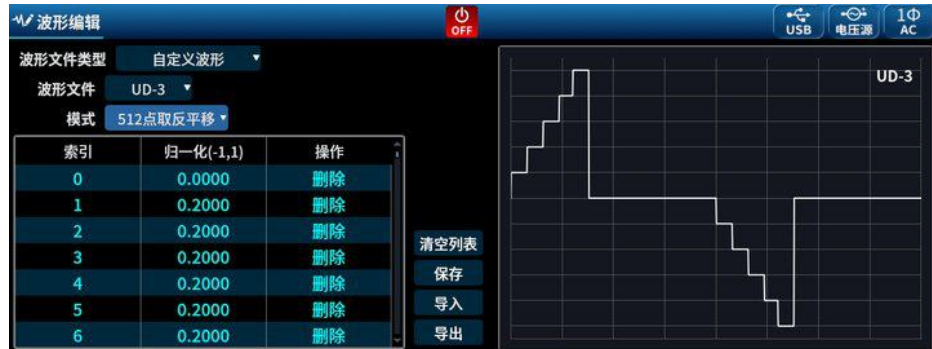 波形编辑
OFF
USB
电压源
1Φ
AC
波形文件类型 自定义波形
波形文件 UD-3
模式 512点取反平移
索引 归一化(-1,1) 操作
0 0.0000 删除
1 0.2000 删除
2 0.2000 删除
3 0.2000 删除
4 0.2000 删除
5 0.2000 删除
6 0.2000 删除
清空列表
保存
导入
导出
UD-3